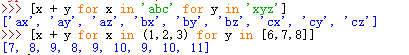 >>> [x + y for x in 'abc' for y in 'xyz']
['ax', 'ay', 'az', 'bx', 'by', 'bz', 'cx', 'cy', 'cz']
>>> [x + y for x in (1,2,3) for y in [6,7,8]]
[7, 8, 9, 8, 9, 10, 9, 10, 11]